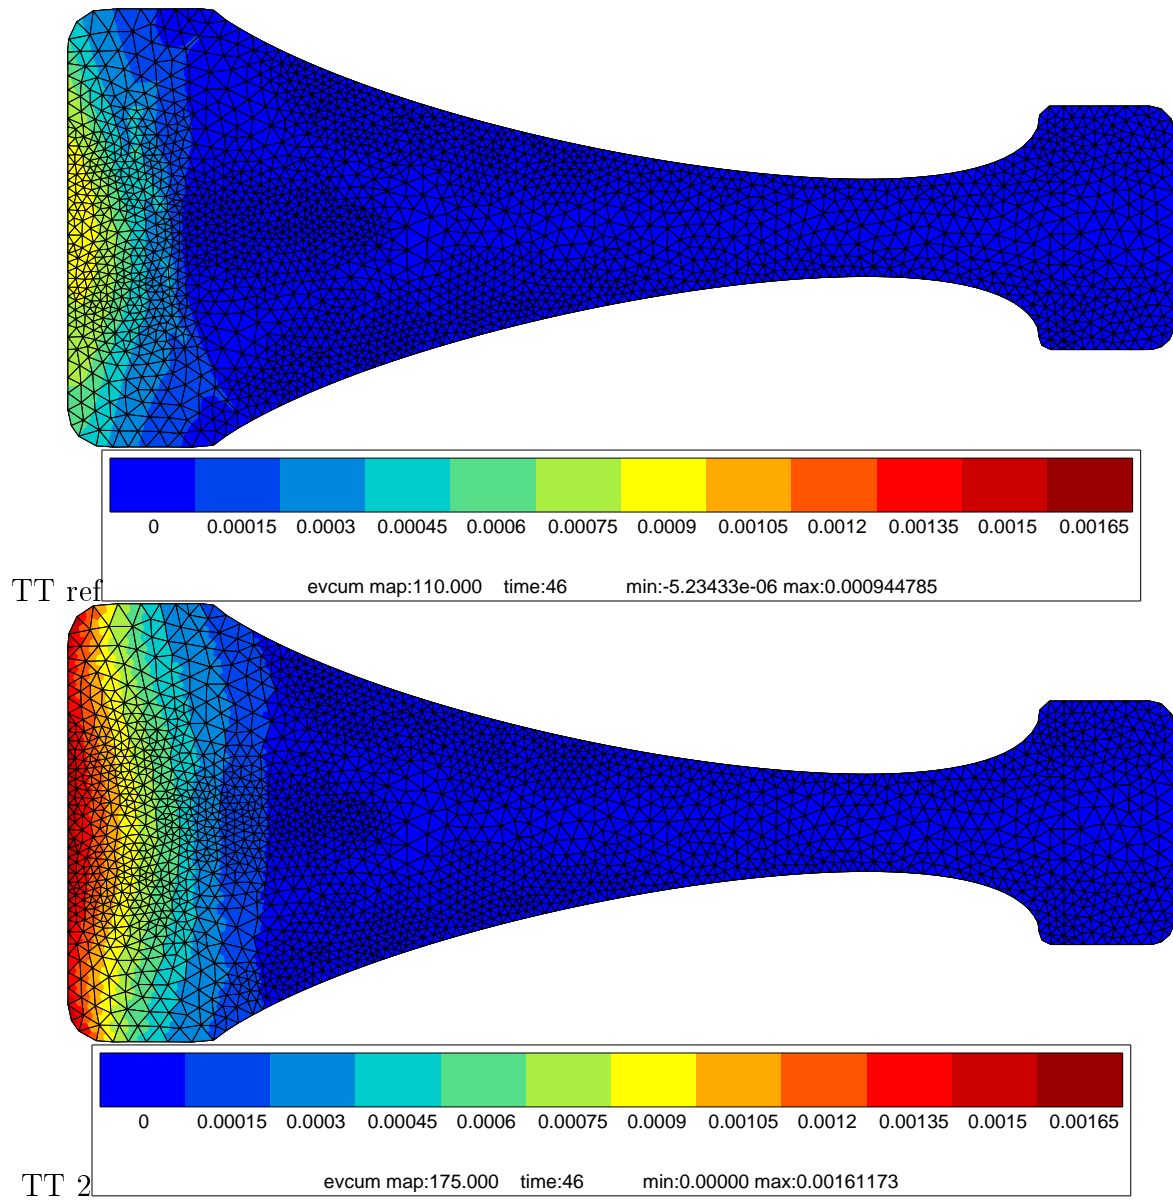 0 0.00015 0.0003 0.00045 0.0006 0.00075 0.0009 0.00105 0.0012 0.00135 0.0015 0.00165
TT ref evcum map:110.000 time:46 min:-5.23433e-06 max:0.000944785
0 0.00015 0.0003 0.00045 0.0006 0.00075 0.0009 0.00105 0.0012 0.00135 0.0015 0.00165
TT 2 evcum map:175.000 time:46 min:0.00000 max:0.00161173